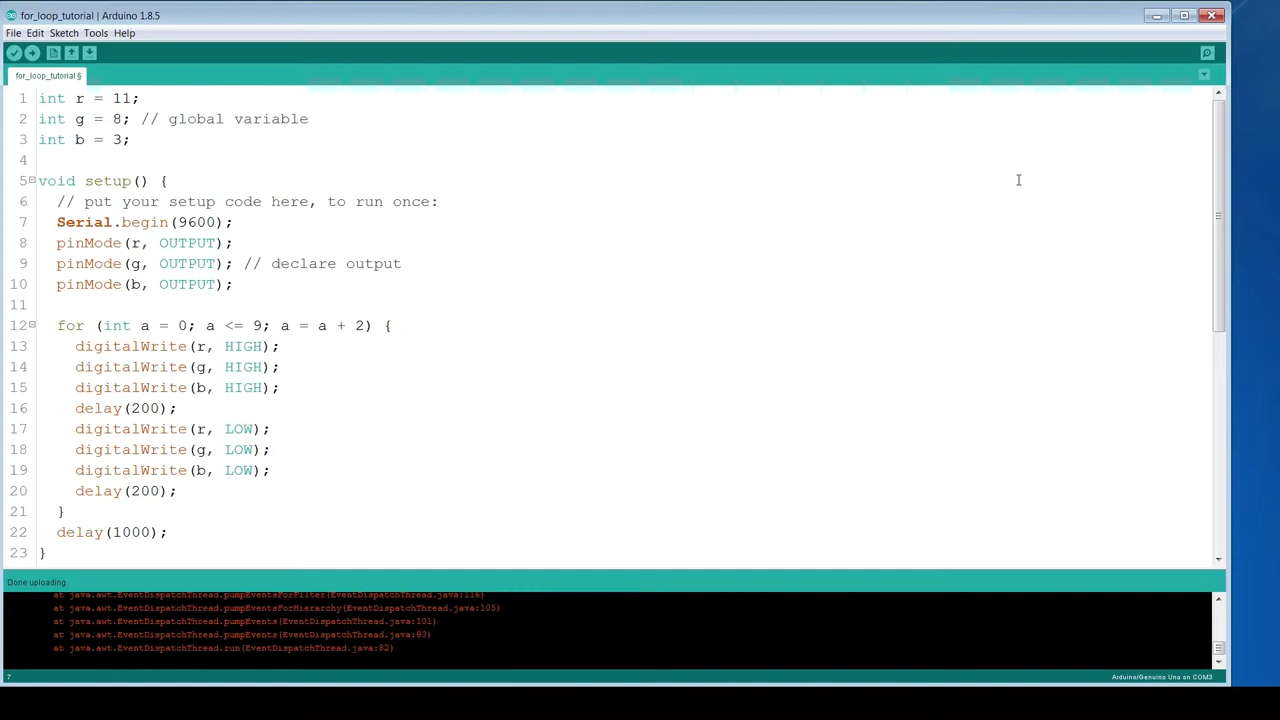 for_loop_tutorial | Arduino 1.8.5
File Edit Sketch Tools Help
for_loop_tutorial §
1 int r = 11;
2 int g = 8; // global variable
3 int b = 3;
4
5 void setup() {
6 // put your setup code here, to run once:
7 Serial.begin(9600);
8 pinMode(r, OUTPUT);
9 pinMode(g, OUTPUT); // declare output
10 pinMode(b, OUTPUT);
11
12 for (int a = 0; a <= 9; a = a + 2) {
13 digitalWrite(r, HIGH);
14 digitalWrite(g, HIGH);
15 digitalWrite(b, HIGH);
16 delay(200);
17 digitalWrite(r, LOW);
18 digitalWrite(g, LOW);
19 digitalWrite(b, LOW);
20 delay(200);
21 }
22 delay(1000);
23 }
Done uploading.
at java.awt.EventDispatchThread.pumpEventsForFilter(EventDispatchThread.java:116)
at java.awt.EventDispatchThread.pumpEventsForHierarchy(EventDispatchThread.java:105)
at java.awt.EventDispatchThread.pumpEvents(EventDispatchThread.java:101)
at java.awt.EventDispatchThread.pumpEvents(EventDispatchThread.java:93)
at java.awt.EventDispatchThread.run(EventDispatchThread.java:82)
7 Arduino/Genuino Uno on COM3